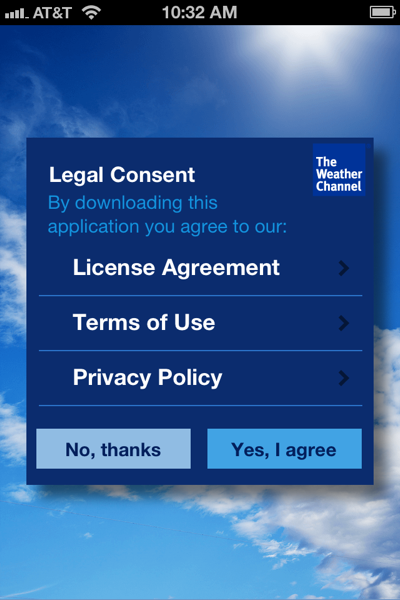 AT&T 10:32 AM
The
Weather
Channel
Legal Consent
By downloading this
application you agree to our:
License Agreement
Terms of Use
Privacy Policy
No, thanks Yes, I agree